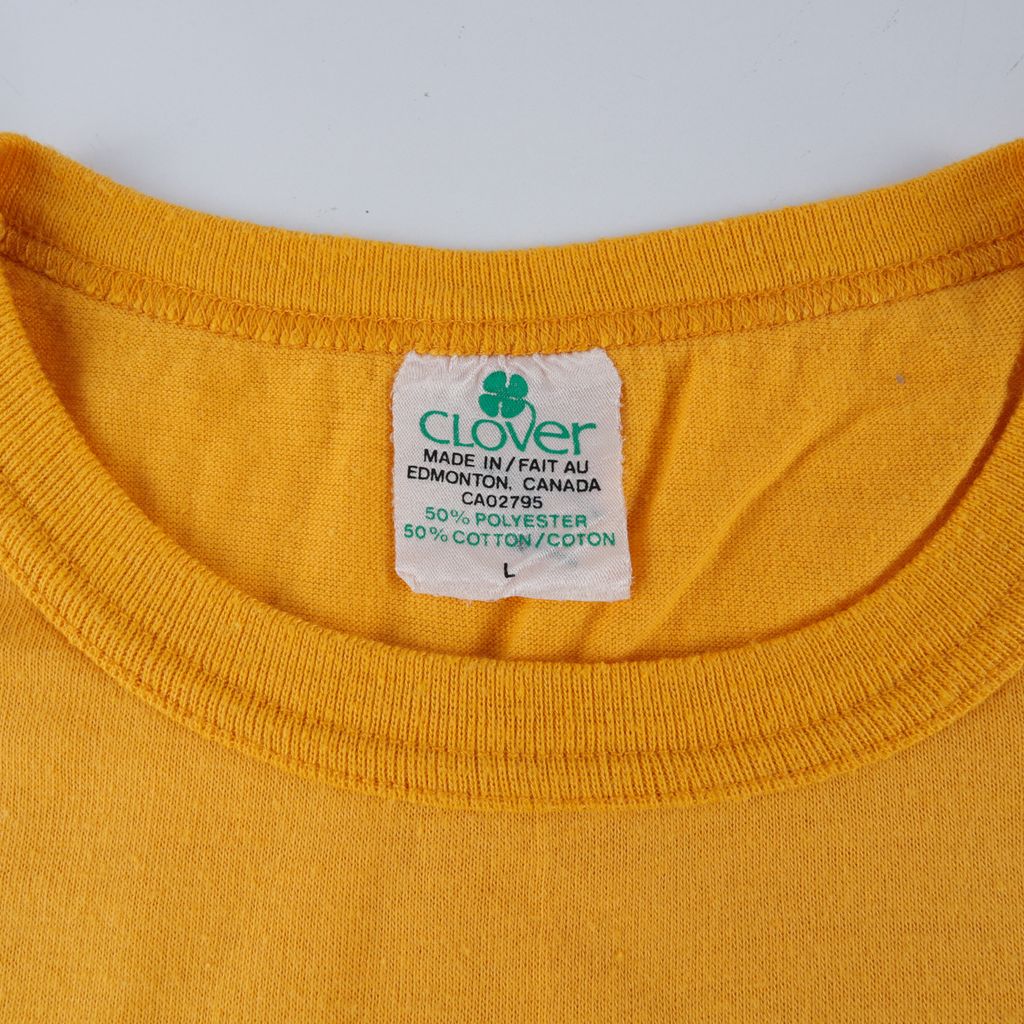 CLOVER
MADE IN/FAIT AU
EDMONTON, CANADA
CA02795
50% POLYESTER
50% COTTON/COTON
L